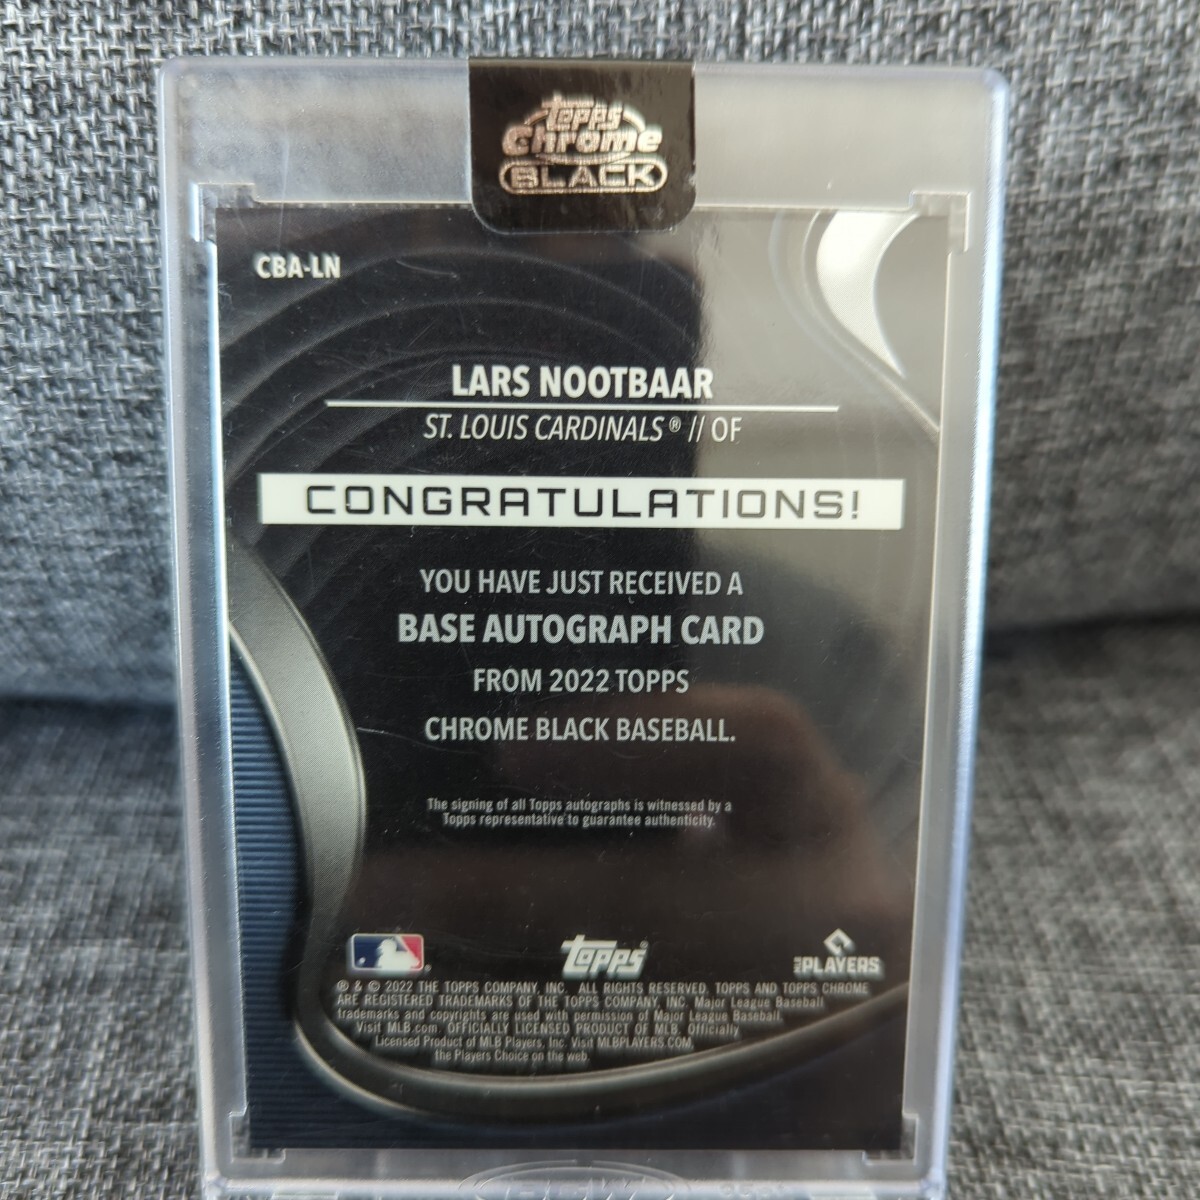 Topps
Chrome
BLACK
CBA-LN
LARS NOOTBAAR
ST. LOUIS CARDINALS® // OF
CONGRATULATIONS!
YOU HAVE JUST RECEIVED A
BASE AUTOGRAPH CARD
FROM 2022 TOPPS
CHROME BLACK BASEBALL.
The signing of all Topps autographs is witnessed by a
Topps representative to guarantee authenticity.
Topps®
MLB PLAYERS
® & © 2022 THE TOPPS COMPANY, INC. ALL RIGHTS RESERVED. TOPPS AND TOPPS CHROME
ARE REGISTERED TRADEMARKS OF THE TOPPS COMPANY, INC. Major League Baseball
trademarks and copyrights are used with permission of Major League Baseball.
Visit MLB.com. OFFICIALLY LICENSED PRODUCT OF MLB. Officially
Licensed Product of MLB Players, Inc. Visit MLBPLAYERS.COM,
the Players Choice on the web.